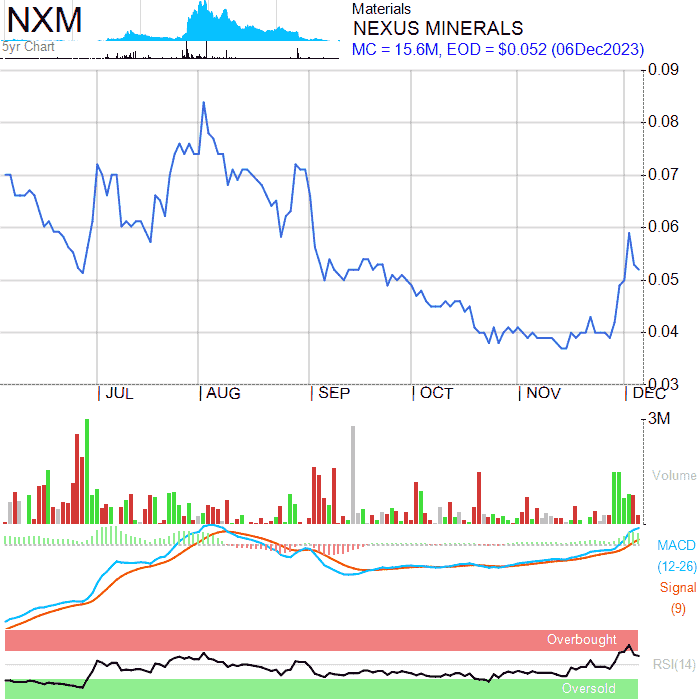 NXM
5yr Chart
Materials
NEXUS MINERALS
MC = 15.6M, EOD = $0.052 (06Dec2023)
0.09
0.08
0.07
0.06
0.05
0.04
0.03
JUL AUG SEP OCT NOV DEC
3M
Volume
MACD
(12-26)
Signal
(9)
Overbought
RSI(14)
Oversold